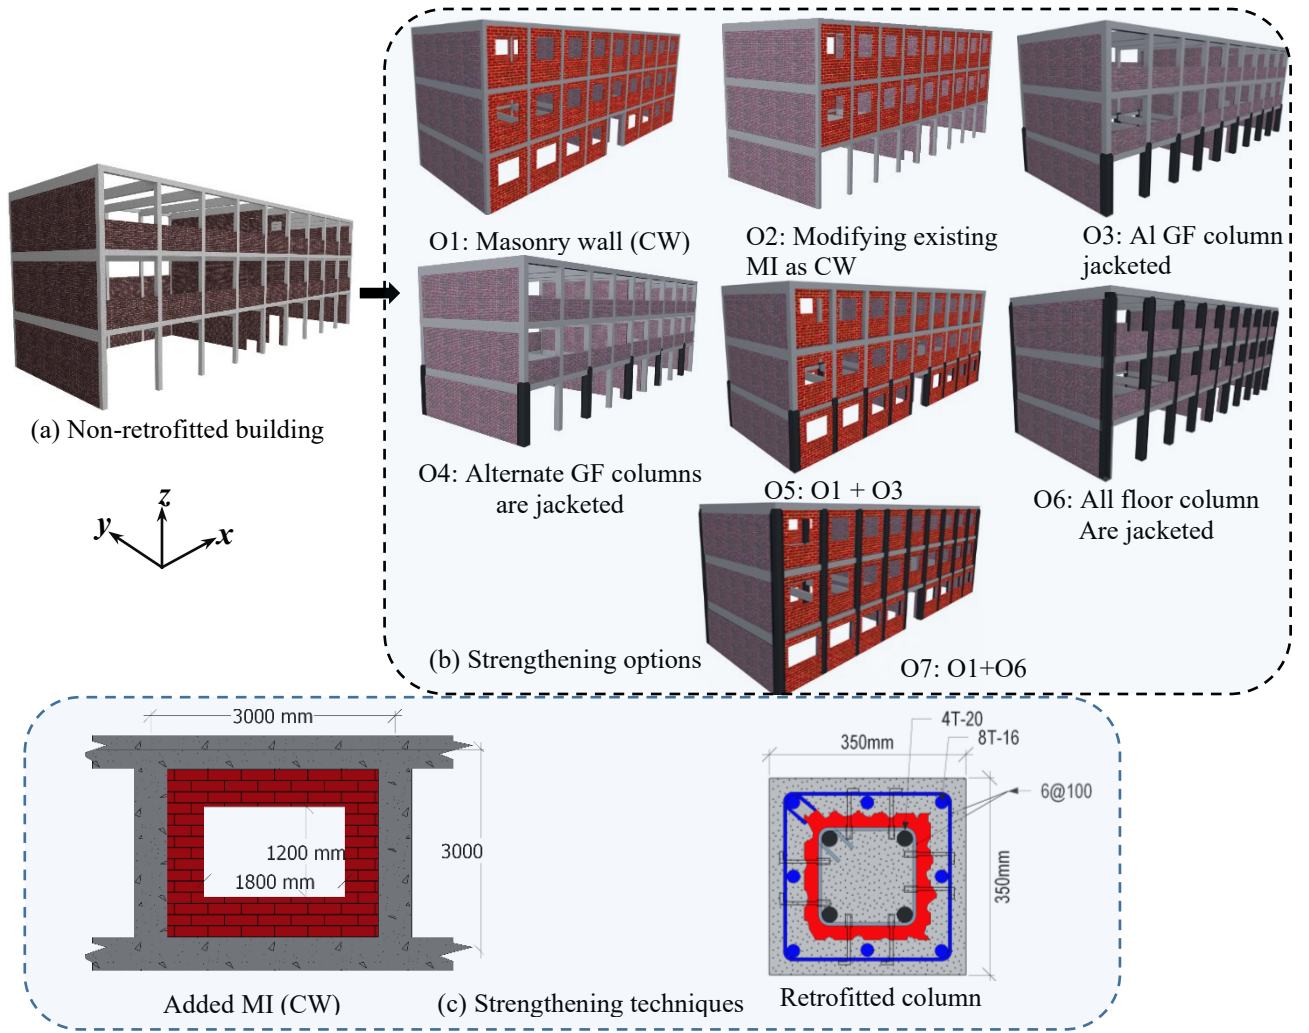 O1: Masonry wall (CW)
O2: Modifying existing
MI as CW
O3: Al GF column
jacketed
(a) Non-retrofitted building
O4: Alternate GF columns
are jacketed
O5: O1 + O3
O6: All floor column
Are jacketed
z
y
x
(b) Strengthening options
O7: O1+O6
3000 mm
1200 mm
1800 mm
3000
Added MI (CW)
(c) Strengthening techniques
350mm
4T-20
8T-16
6@100
350mm
Retrofitted column